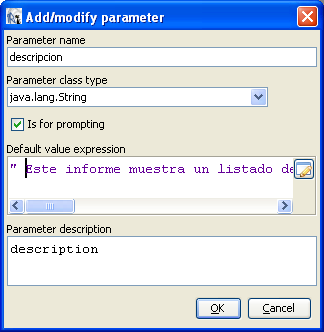 Add/modify parameter
Parameter name
descripcion
Parameter class type
java.lang.String
Is for prompting
Default value expression
" Este informe muestra un listado de
Parameter description
description
OK Cancel